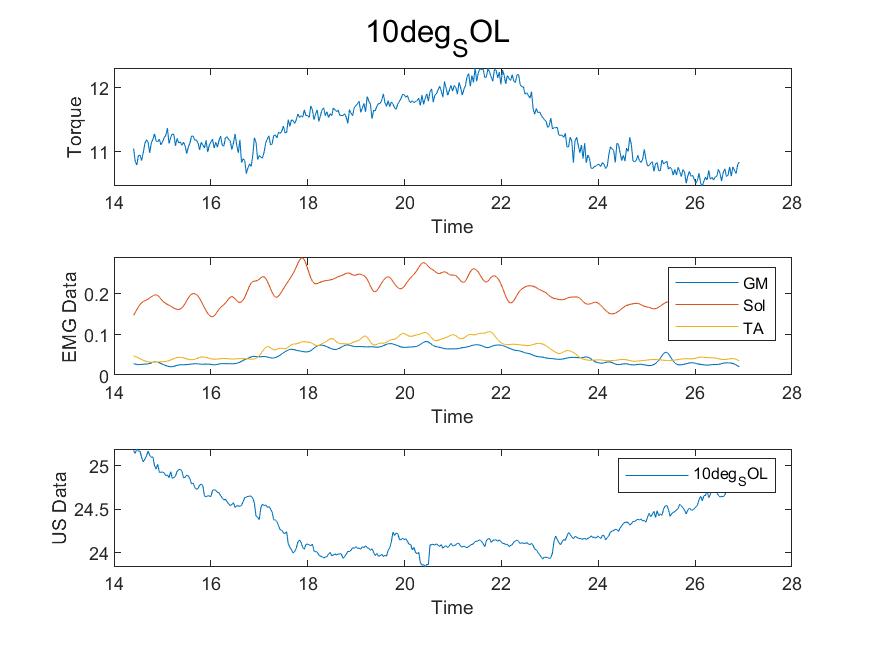 10deg_SOL
12
11
Torque
14 16 18 20 22 24 26 28
Time
0.2
0.1
0
EMG Data
GM
Sol
TA
14 16 18 20 22 24 26 28
Time
25
24.5
24
US Data
10deg_SOL
14 16 18 20 22 24 26 28
Time